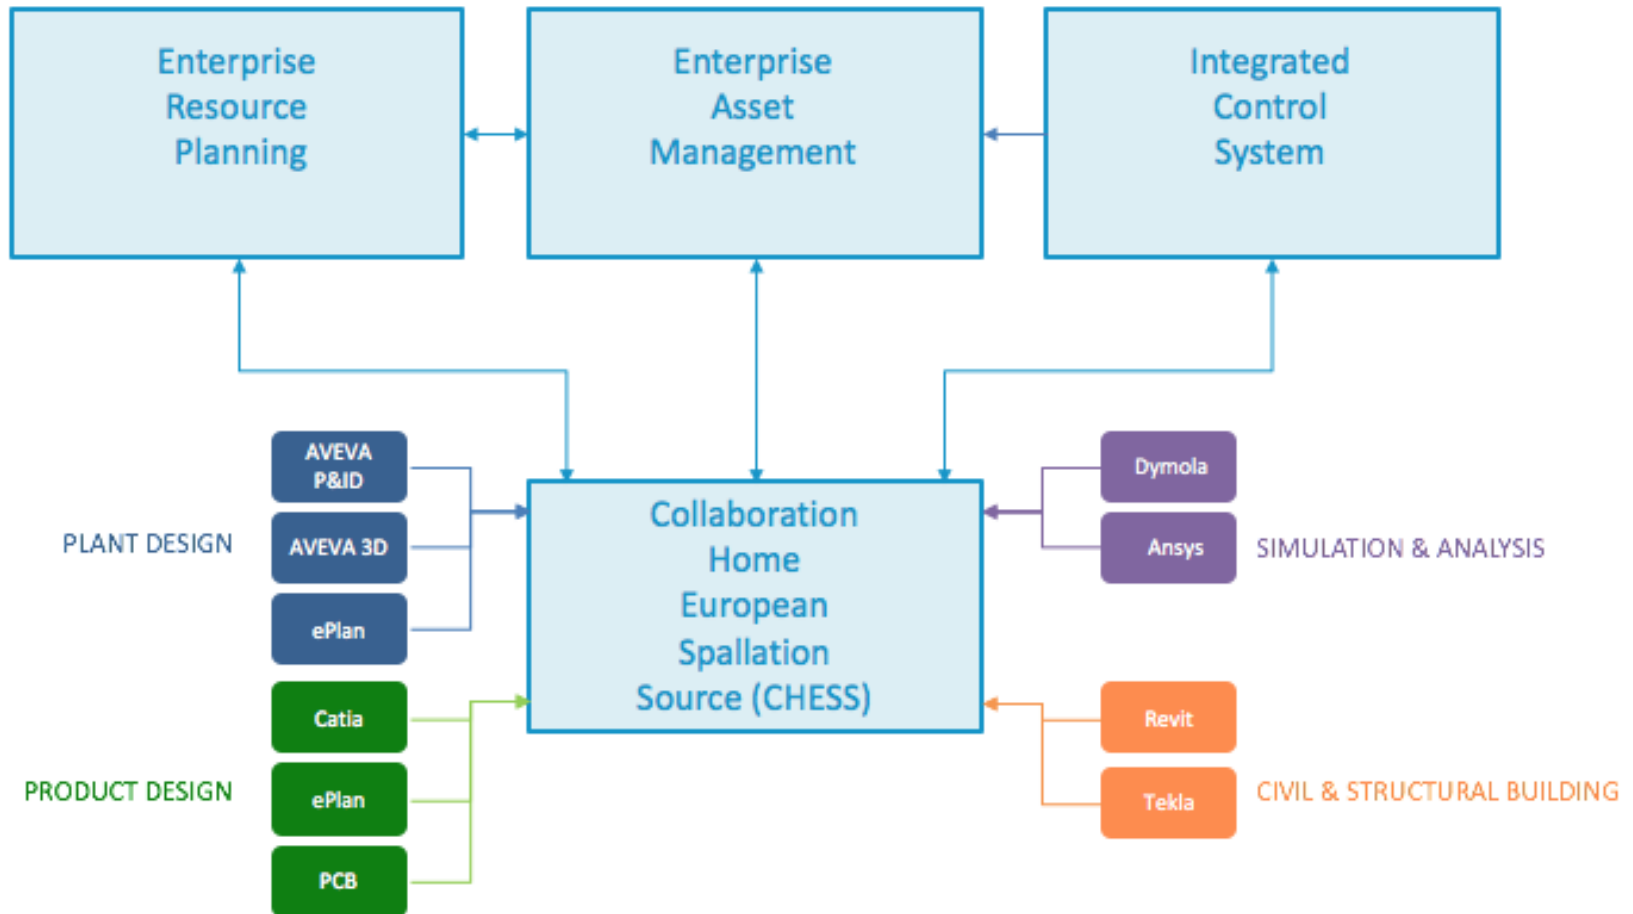 Enterprise
Resource
Planning
Enterprise
Asset
Management
Integrated
Control
System
AVEVA
P&ID
AVEVA 3D
ePlan
PLANT DESIGN
Catia
ePlan
PCB
PRODUCT DESIGN
Collaboration
Home
European
Spallation
Source (CHESS)
Dymola
Ansys
SIMULATION & ANALYSIS
Revit
Tekla
CIVIL & STRUCTURAL BUILDING